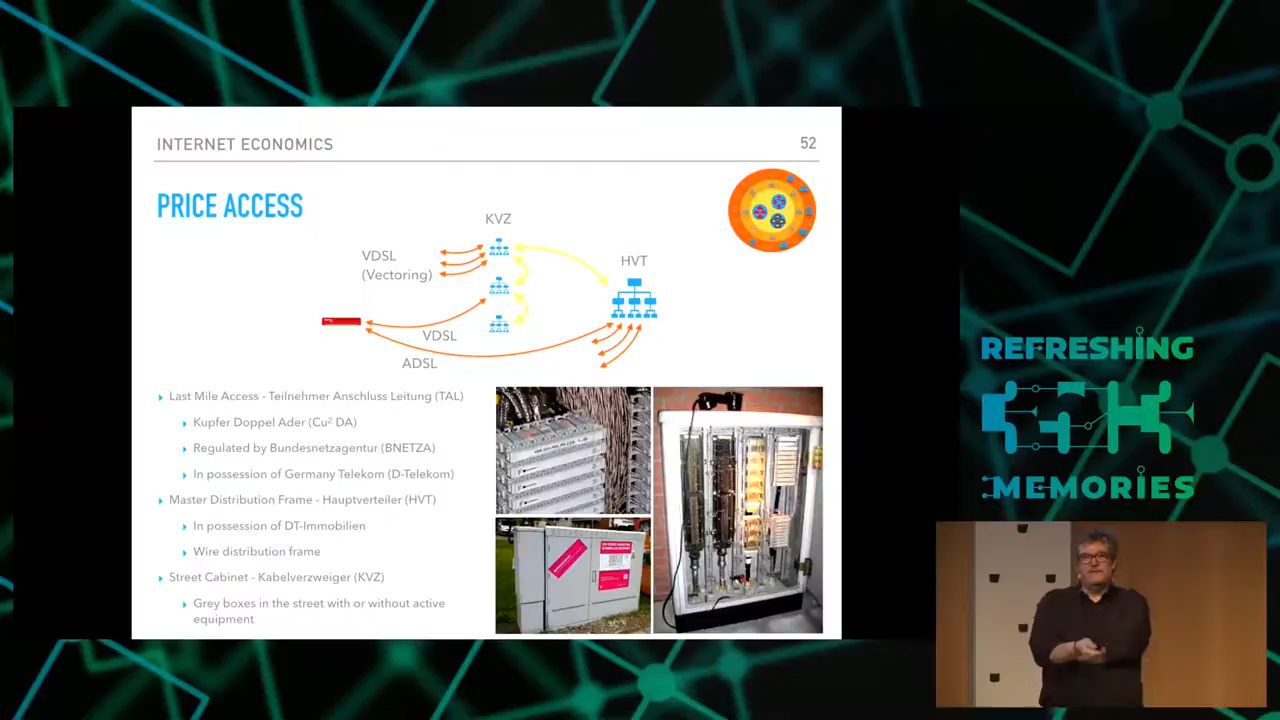 INTERNET ECONOMICS
52
PRICE ACCESS
KVZ
VDSL
(Vectoring)
HVT
VDSL
ADSL
Last Mile Access - Teilnehmer Anschluss Leitung (TAL)
Kupfer Doppel Ader (Cu² DA)
Regulated by Bundesnetzagentur (BNETZA)
In possession of Germany Telekom (D-Telekom)
Master Distribution Frame - Hauptverteiler (HVT)
In possession of DT-Immobilien
Wire distribution frame
Street Cabinet - Kabelverzweiger (KVZ)
Grey boxes in the street with or without active
equipment
REFRESHING
35C3
MEMORIES